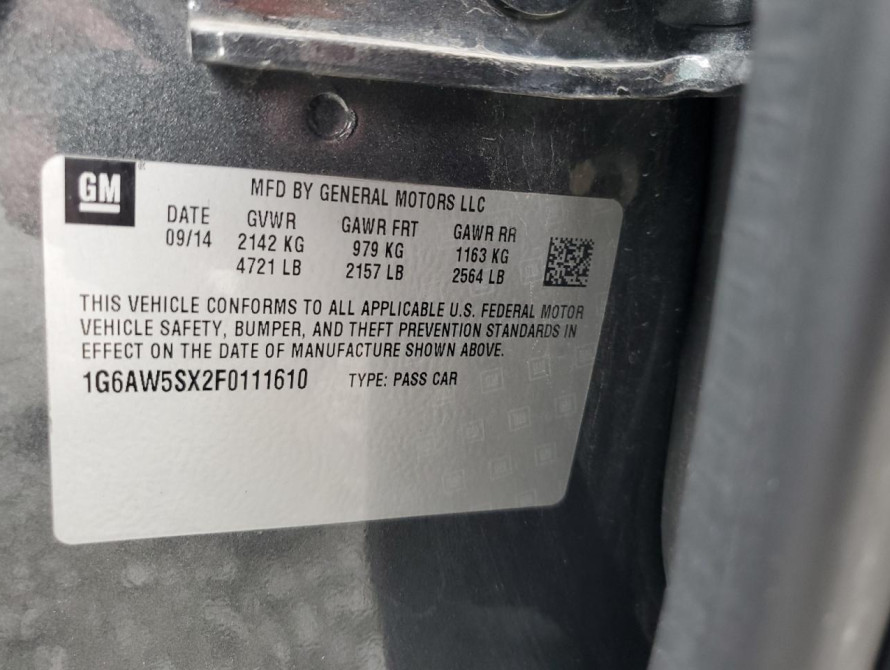 GM
MFD BY GENERAL MOTORS LLC
DATE GVWR GAWR FRT GAWR RR
09/14 2142 KG 979 KG 1163 KG
4721 LB 2157 LB 2564 LB
THIS VEHICLE CONFORMS TO ALL APPLICABLE U.S. FEDERAL MOTOR
VEHICLE SAFETY, BUMPER, AND THEFT PREVENTION STANDARDS IN
EFFECT ON THE DATE OF MANUFACTURE SHOWN ABOVE.
1G6AW5SX2F0111610 TYPE: PASS CAR